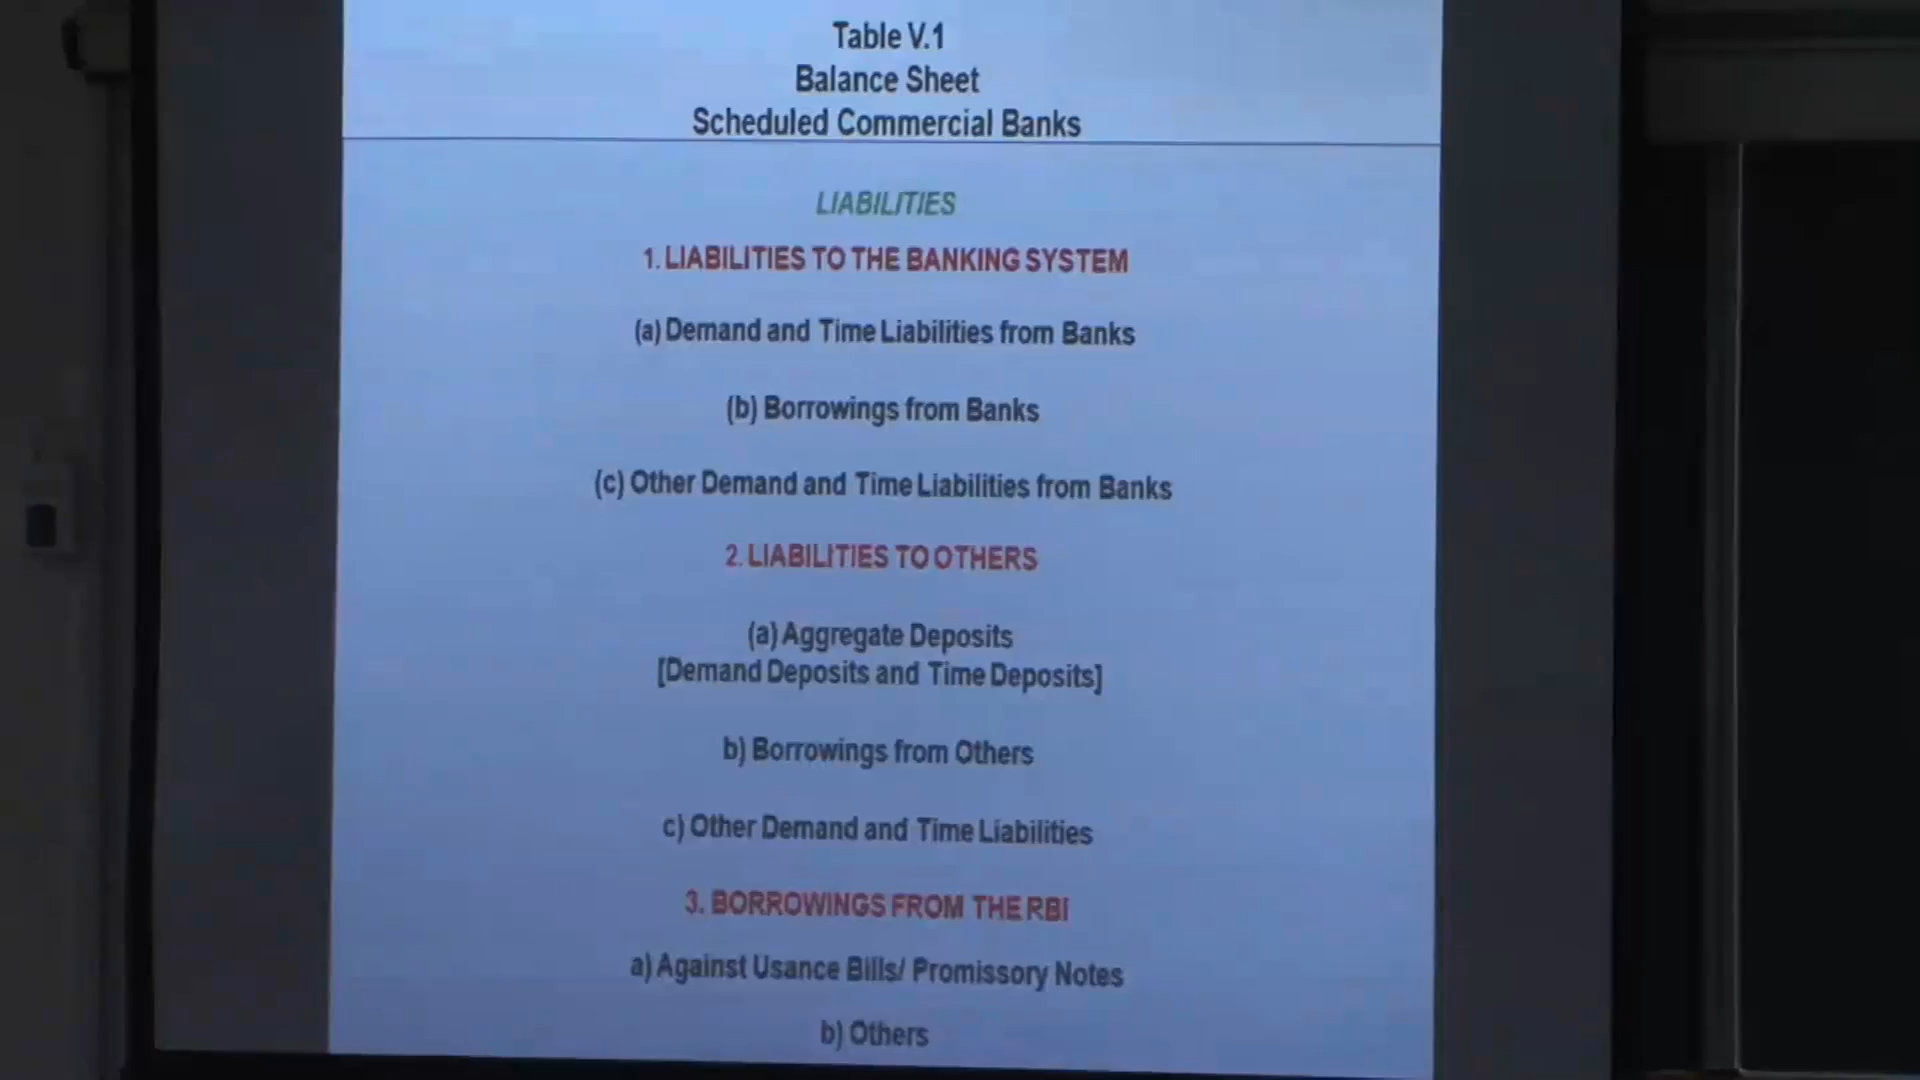 Table V.1
Balance Sheet
Scheduled Commercial Banks
LIABILITIES
1. LIABILITIES TO THE BANKING SYSTEM
(a) Demand and Time Liabilities from Banks
(b) Borrowings from Banks
(c) Other Demand and Time Liabilities from Banks
2. LIABILITIES TO OTHERS
(a) Aggregate Deposits
[Demand Deposits and Time Deposits]
b) Borrowings from Others
c) Other Demand and Time Liabilities
3. BORROWINGS FROM THE RBI
a) Against Usance Bills/ Promissory Notes
b) Others